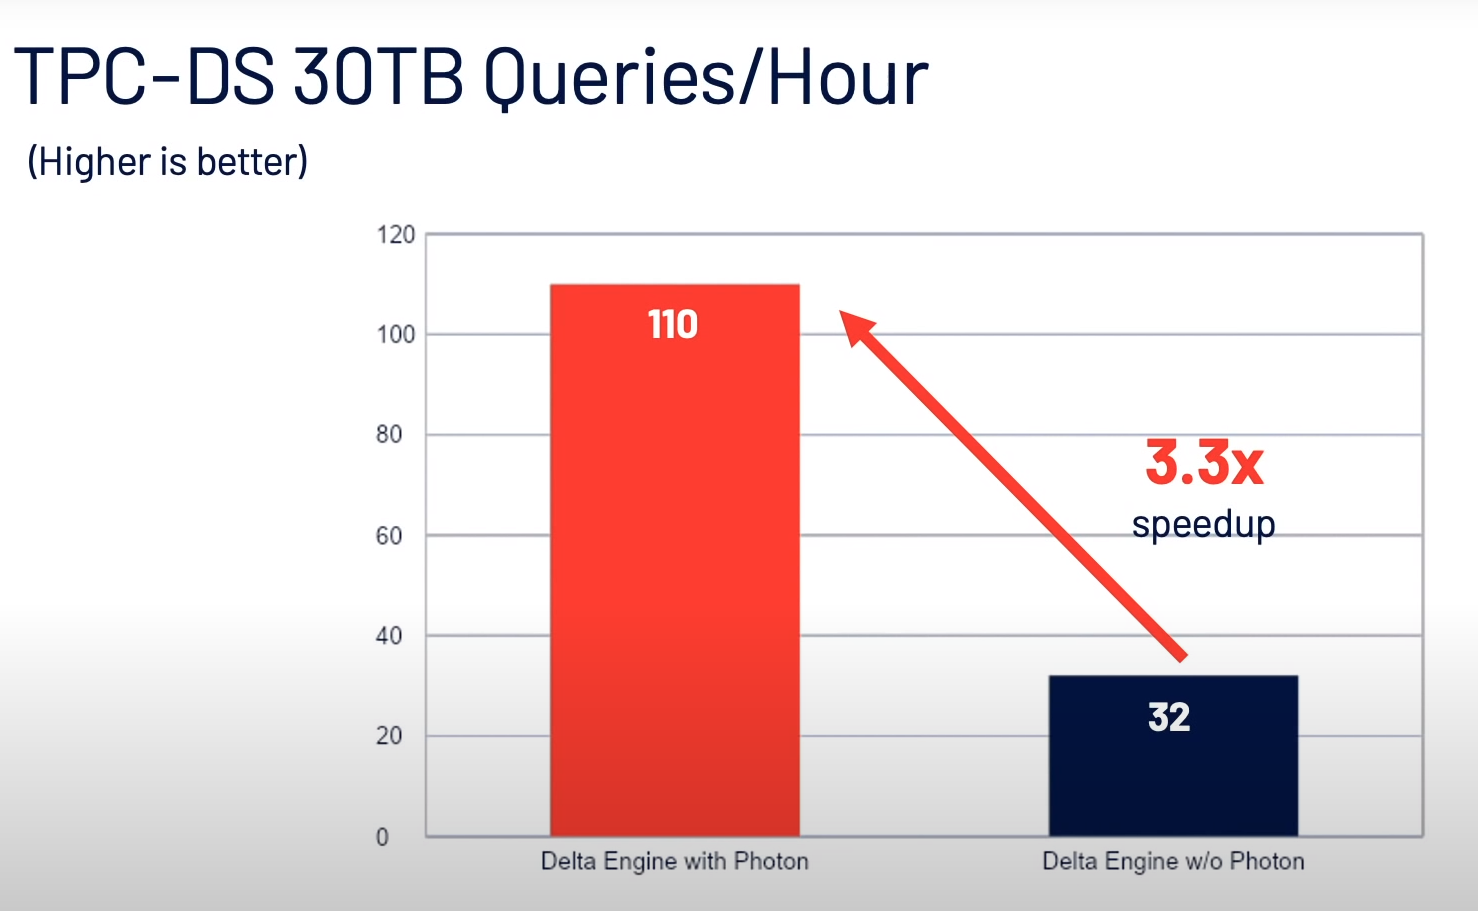 TPC-DS 30TB Queries/Hour
(Higher is better)
120
100
80
60
40
20
0
110
3.3x
speedup
32
Delta Engine with Photon
Delta Engine w/o Photon